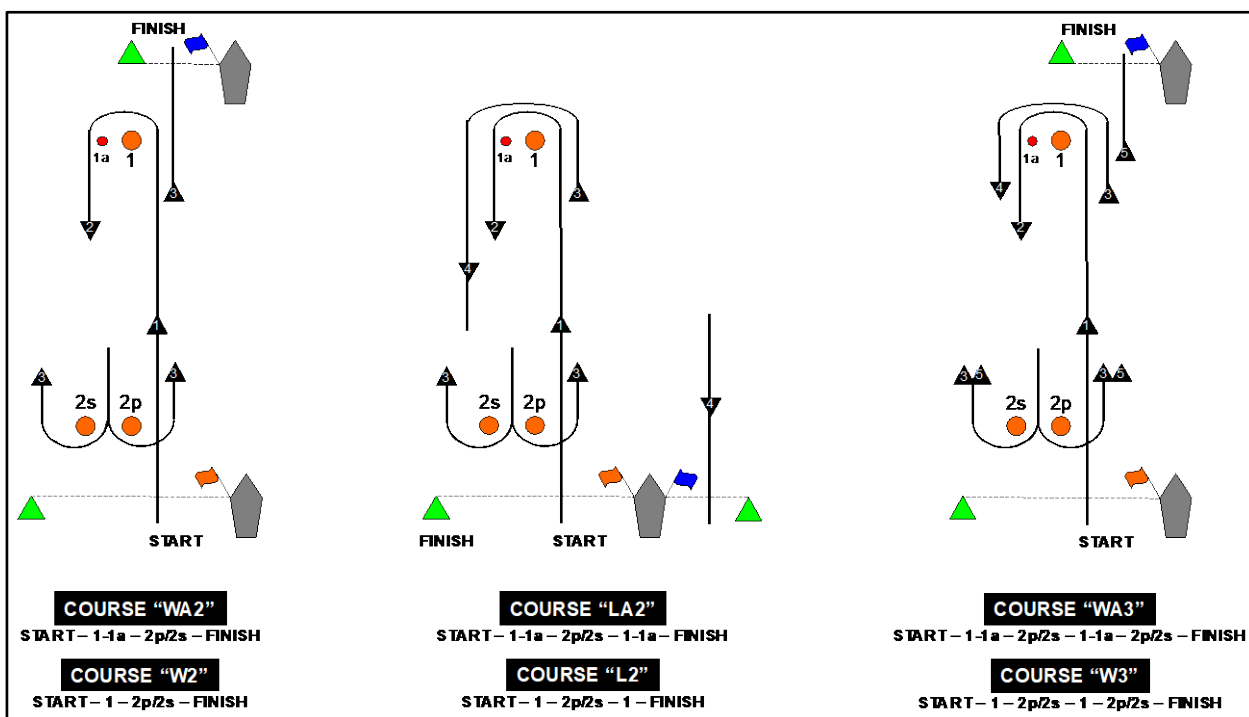 FINISH
FINISH
1a 1
1a 1
1a 1
3
3
5
4
3
2
2
2
4
1
1
1
4
3
3
3
3
3 5
3 5
2s 2p
2s 2p
2s 2p
START
FINISH
START
START
COURSE “WA2”
START – 1-1a – 2p/2s – FINISH
COURSE “W2”
START – 1 – 2p/2s – FINISH
COURSE “LA2”
START – 1-1a – 2p/2s – 1-1a – FINISH
COURSE “L2”
START – 1 – 2p/2s – 1 – FINISH
COURSE “WA3”
START – 1-1a – 2p/2s – 1-1a – 2p/2s – FINISH
COURSE “W3”
START – 1 – 2p/2s – 1 – 2p/2s – FINISH